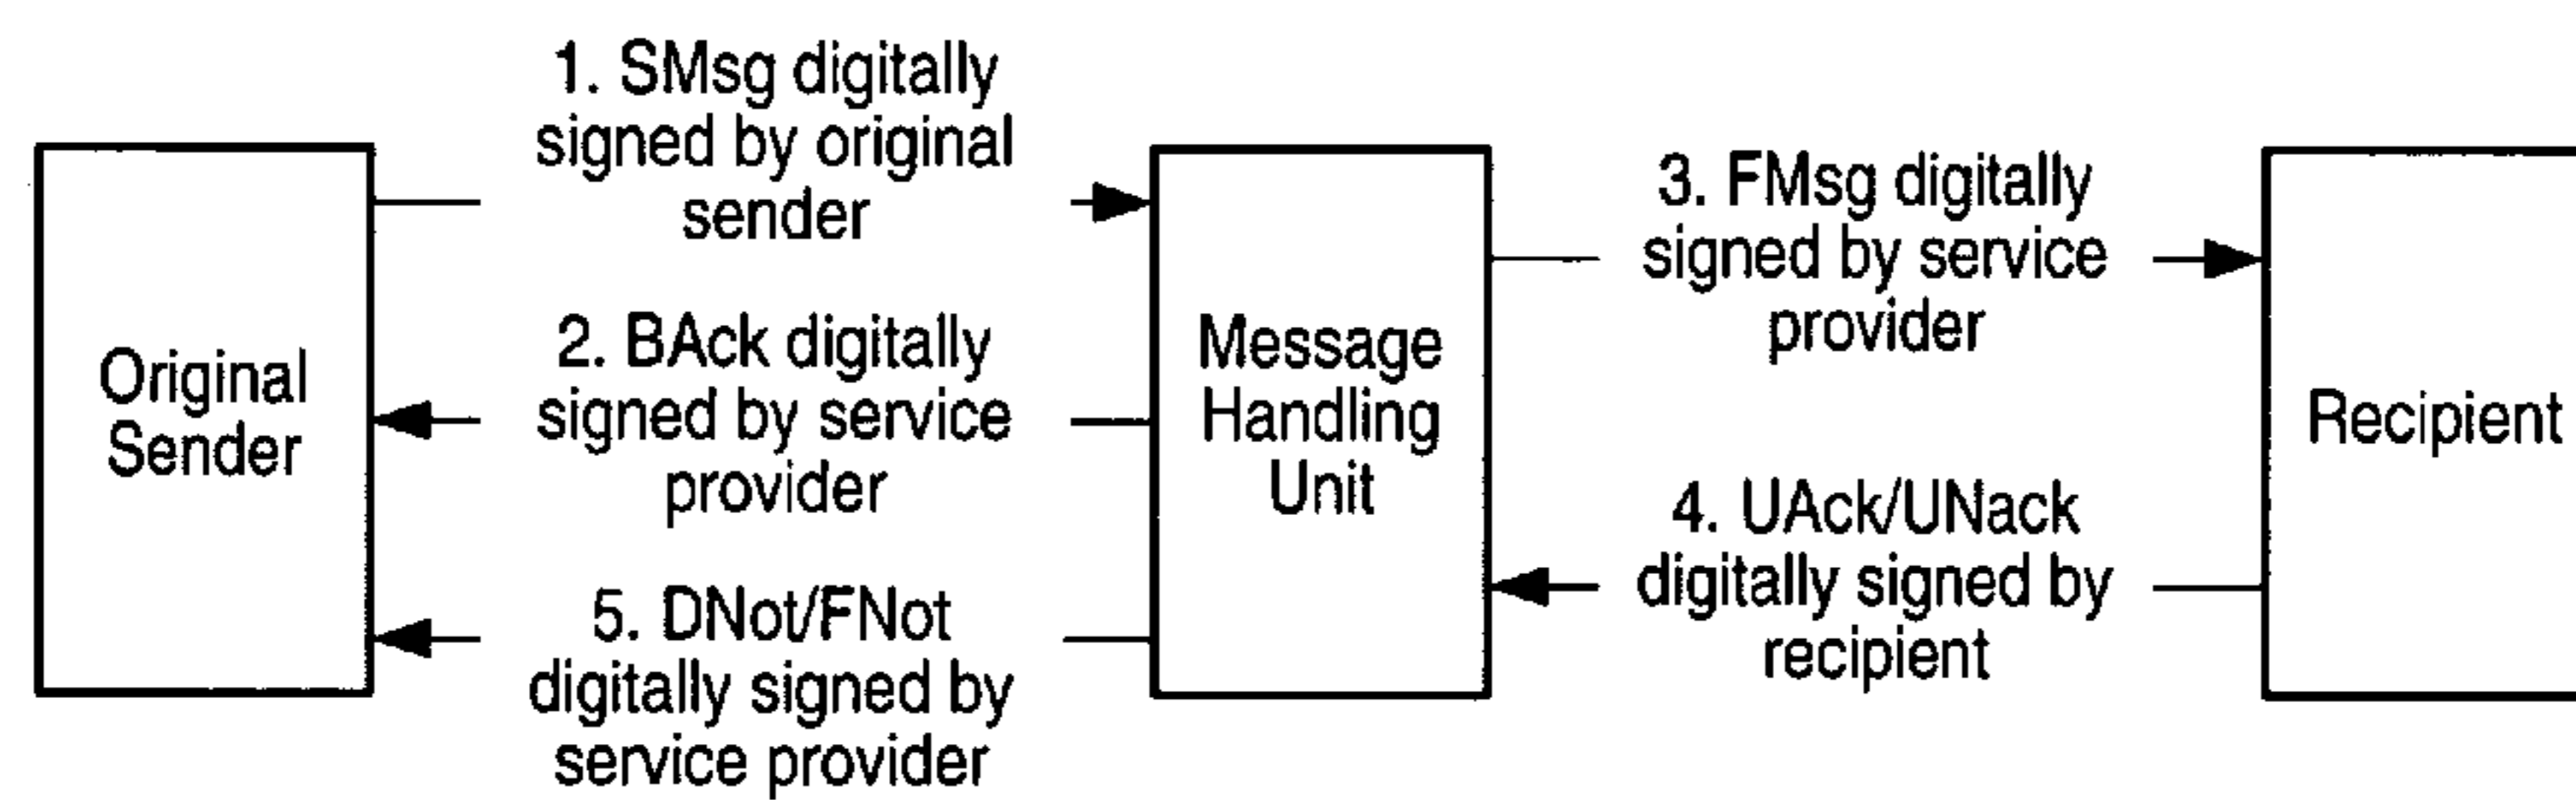 Original
Sender
1. SMsg digitally
signed by original
sender
2. BAck digitally
signed by service
provider
5. DNot/FNot
digitally signed by
service provider
Message
Handling
Unit
3. FMsg digitally
signed by service
provider
4. UAck/UNack
digitally signed by
recipient
Recipient